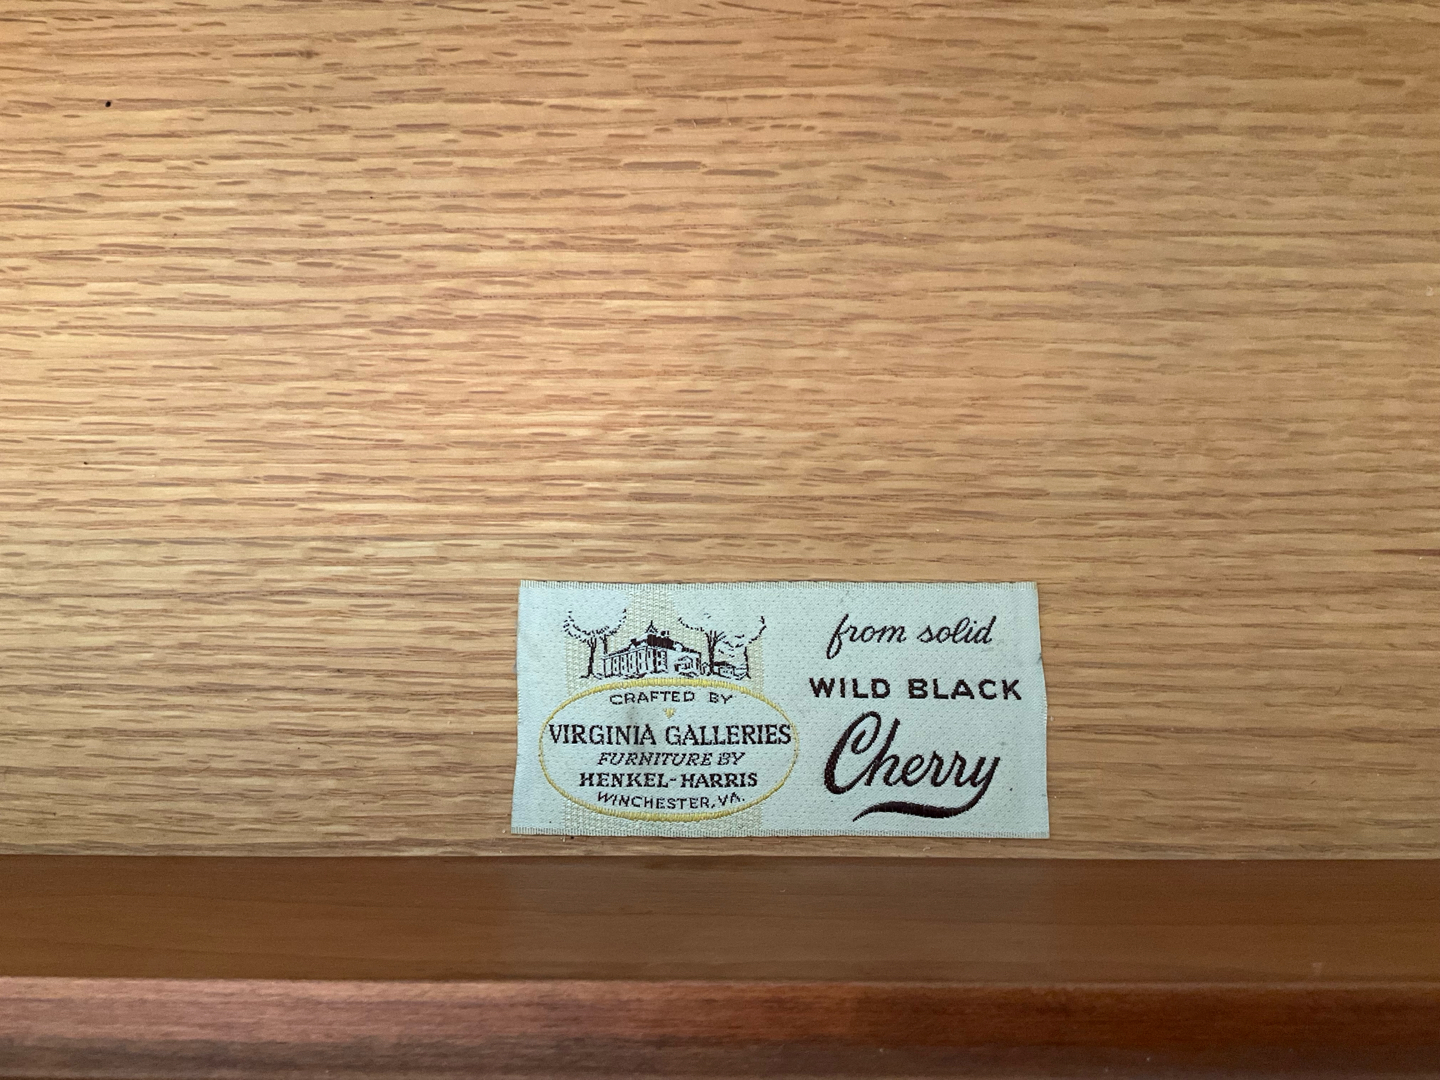 CRAFTED BY
VIRGINIA GALLERIES
FURNITURE BY
HENKEL-HARRIS
WINCHESTER, VA.
from solid
WILD BLACK
Cherry